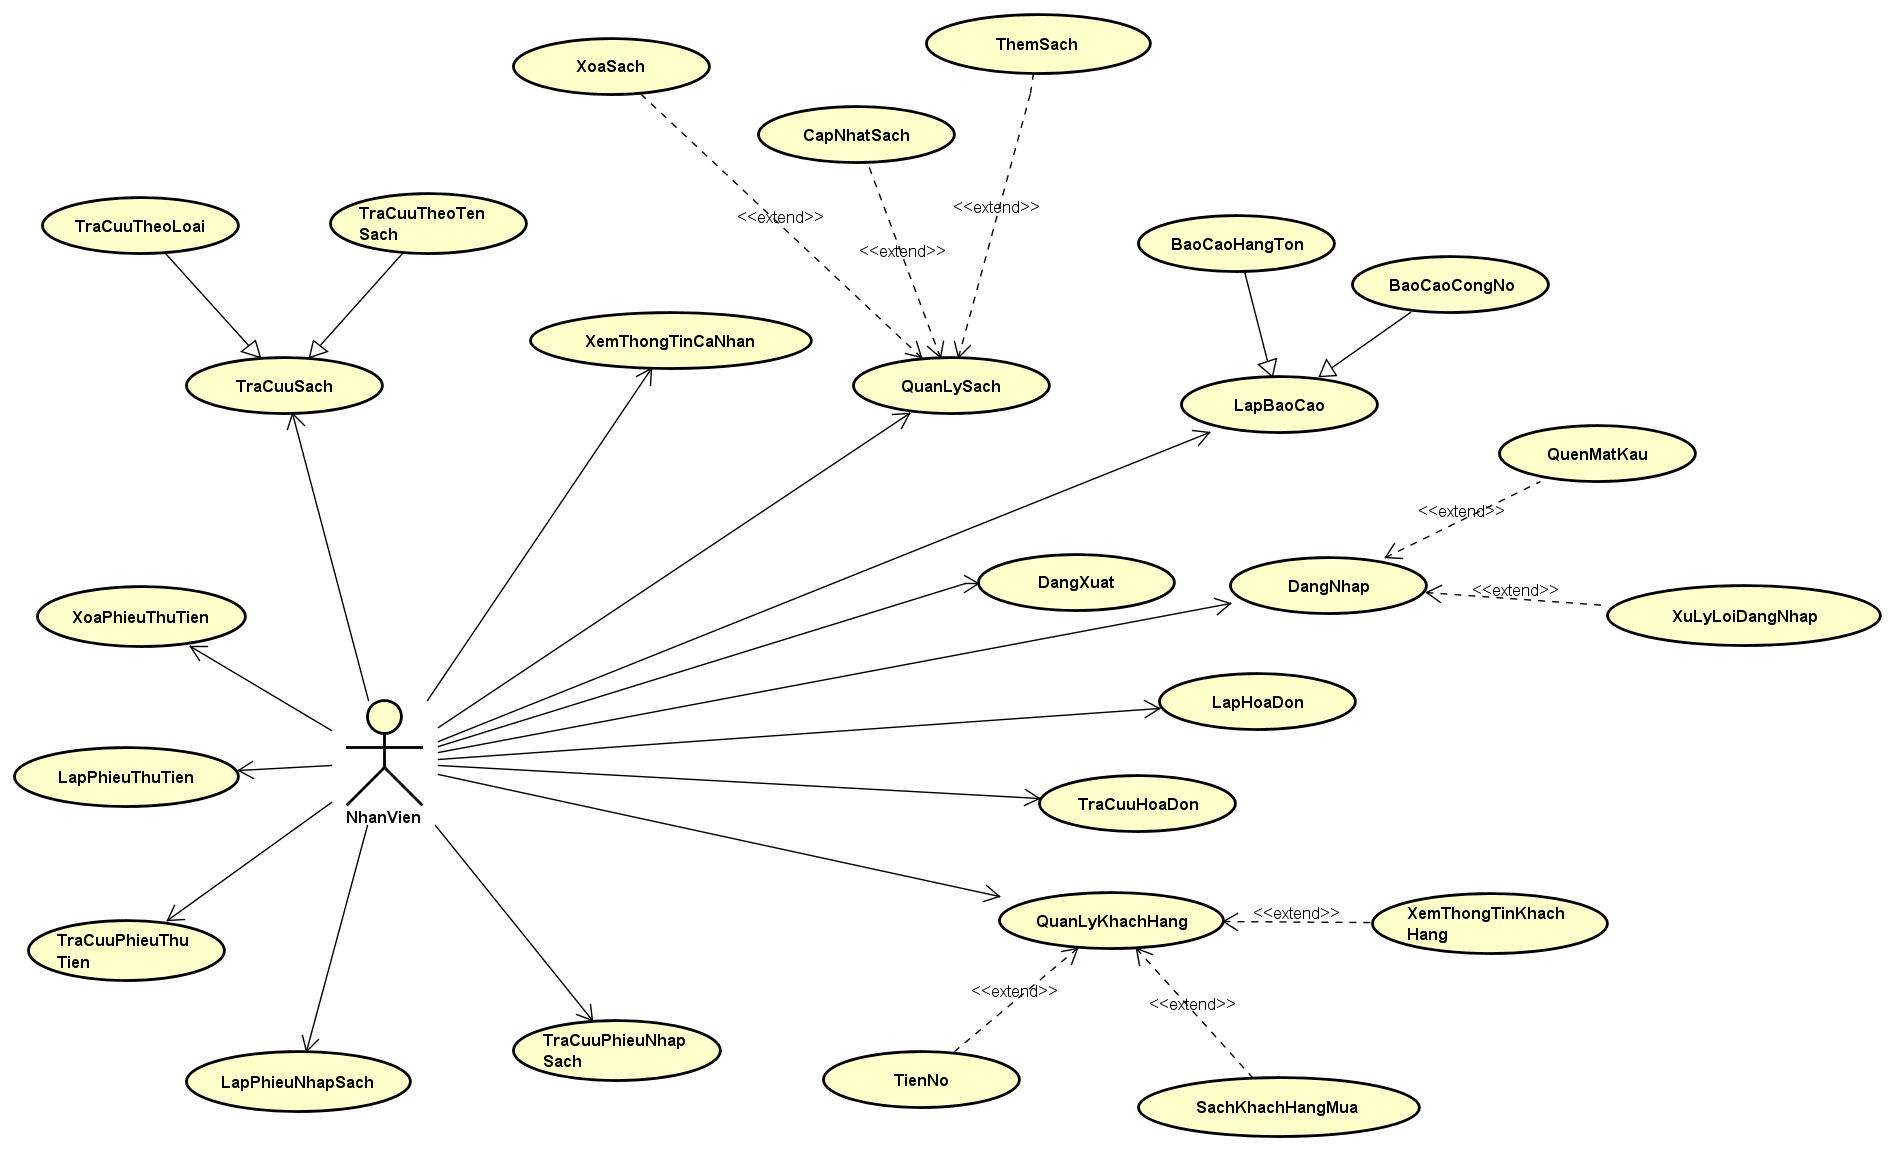 ThemSach
XoaSach
CapNhatSach
<<extend>>
<<extend>>
<<extend>>
TraCuuTheoLoai
TraCuuTheoTen
Sach
BaoCaoHangTon
BaoCaoCongNo
XemThongTinCaNhan
TraCuuSach
QuanLySach
LapBaoCao
QuenMatKau
<<extend>>
DangXuat
DangNhap
<<extend>>
XuLyLoiDangNhap
XoaPhieuThuTien
LapHoaDon
LapPhieuThuTien
NhanVien
TraCuuHoaDon
TraCuuPhieuThu
Tien
QuanLyKhachHang
<<extend>>
XemThongTinKhach
Hang
<<extend>>
<<extend>>
TraCuuPhieuNhap
Sach
LapPhieuNhapSach
TienNo
SachKhachHangMua